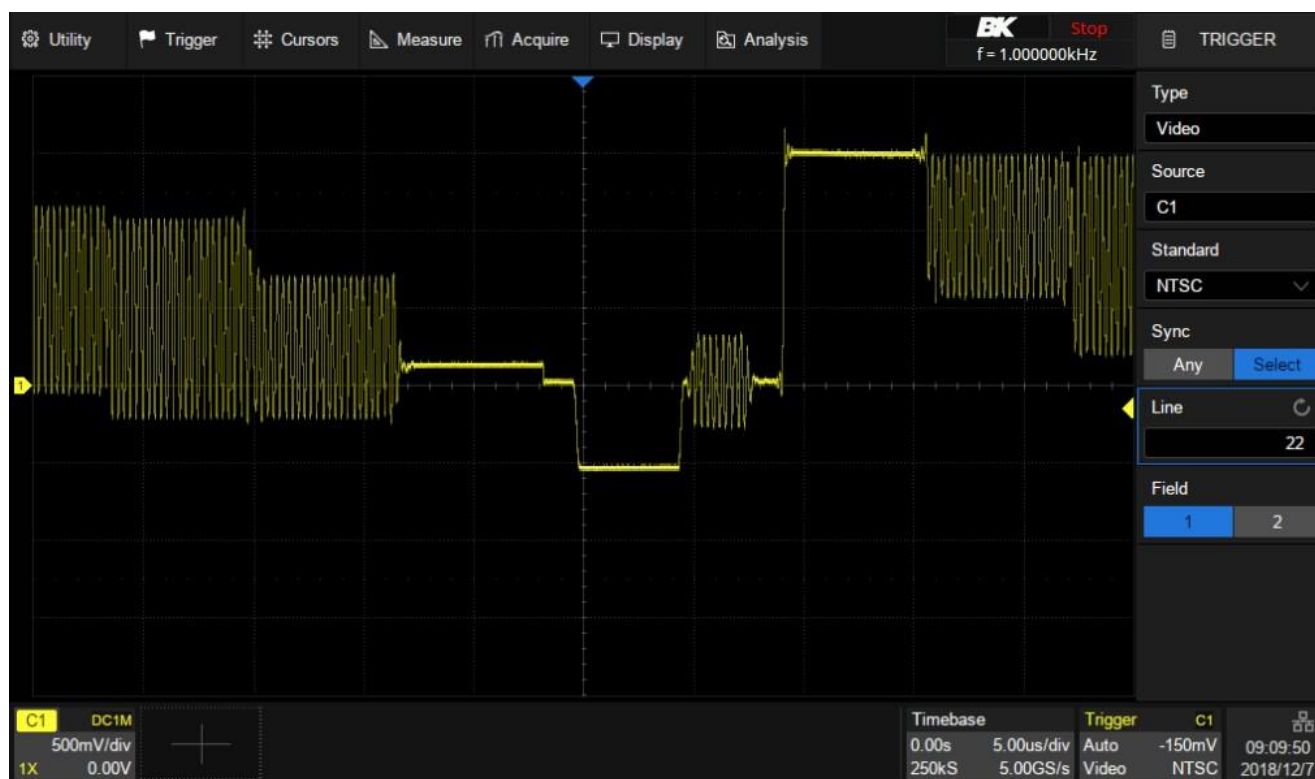 Utility Trigger Cursors Measure Acquire Display Analysis
BK Stop
f = 1.000000kHz
TRIGGER
Type
Video
Source
C1
Standard
NTSC
Sync
Any Select
Line
22
Field
1 2
1
C1 DC1M
500mV/div
1X 0.00V
Timebase
0.00s 5.00us/div
250kS 5.00GS/s
Trigger C1
Auto -150mV
Video NTSC
09:09:50
2018/12/7